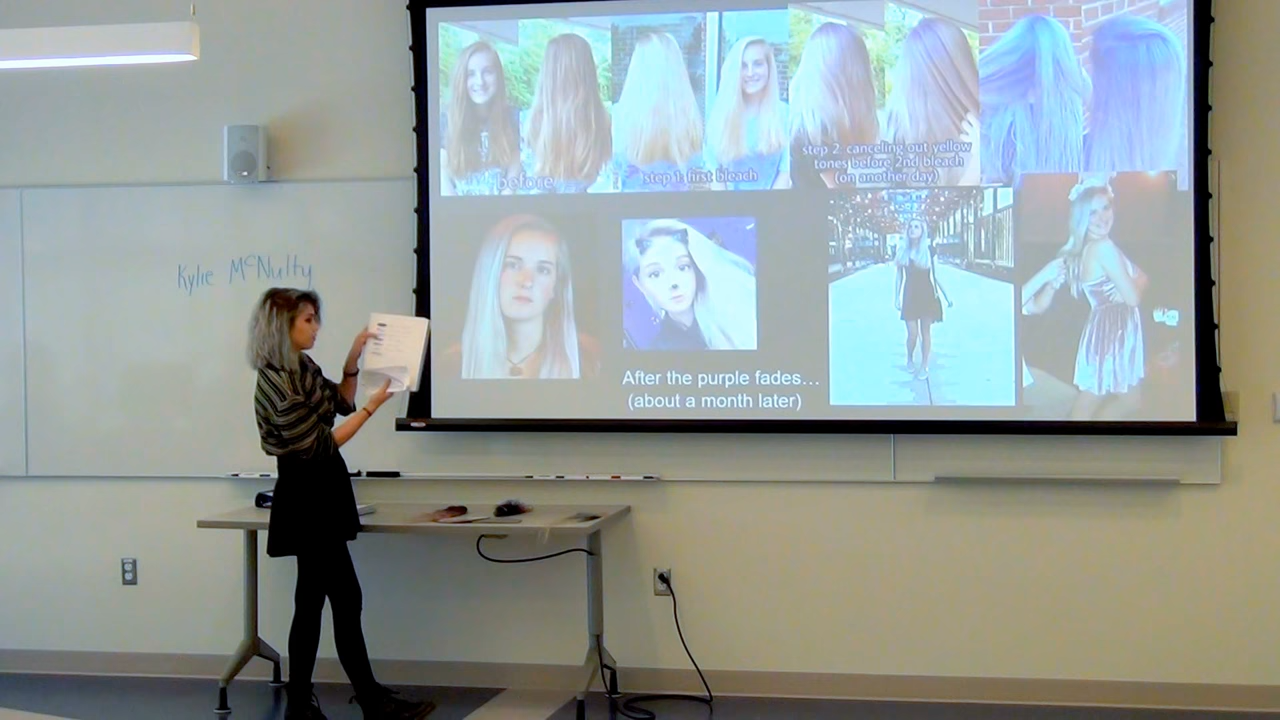 before
step 1: first bleach
step 2: canceling out yellow
tones before 2nd bleach
(on another day)
Kylie McNulty
After the purple fades...
(about a month later)